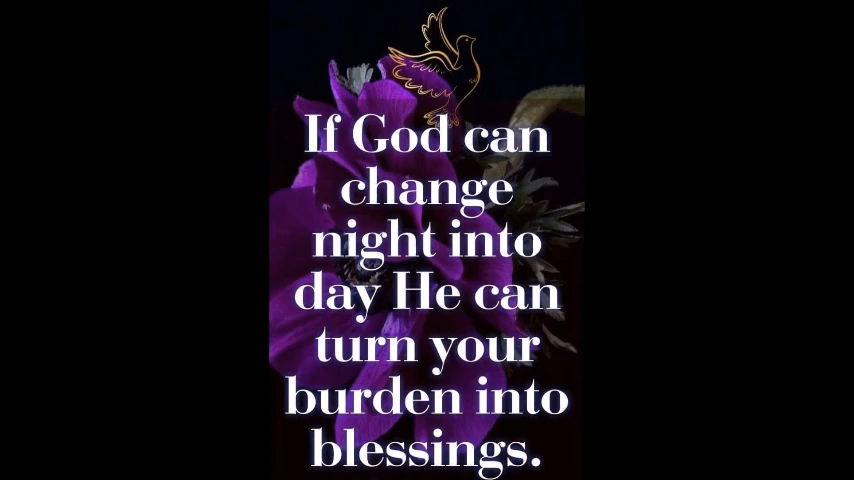 If God can
change
night into
day He can
turn your
burden into
blessings.